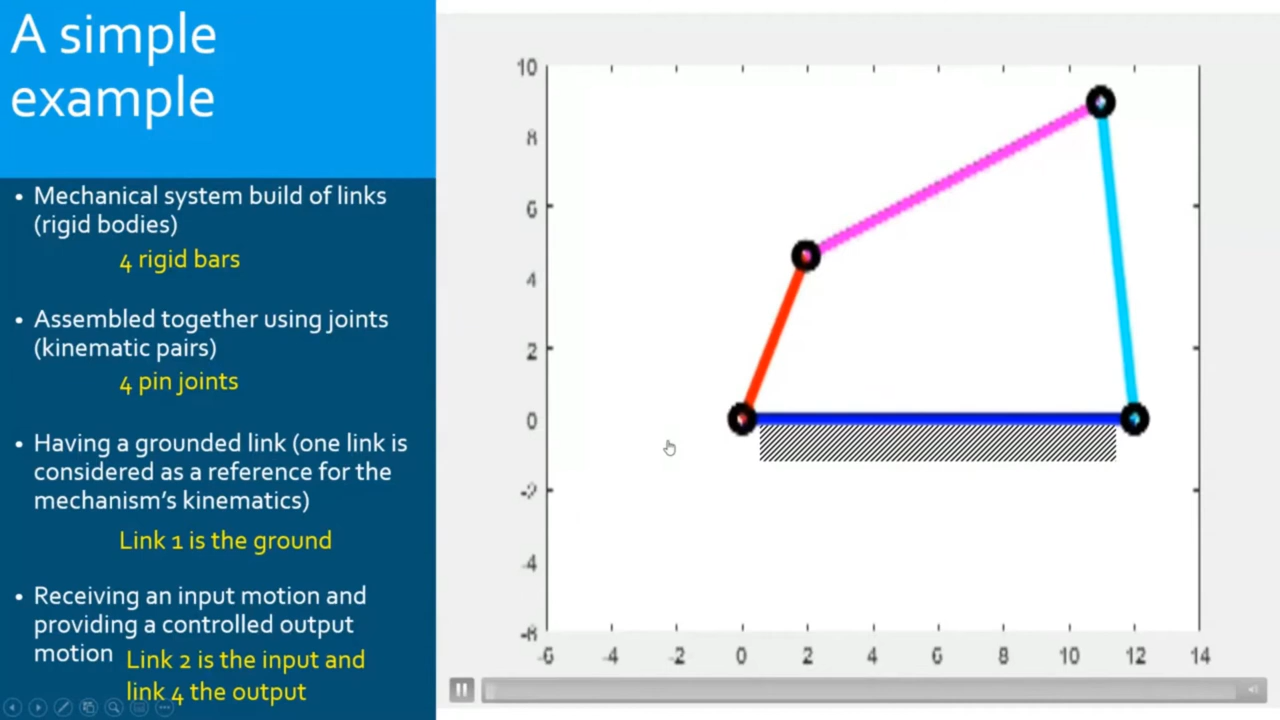 A simple
example
• Mechanical system build of links
(rigid bodies)
4 rigid bars
• Assembled together using joints
(kinematic pairs)
4 pin joints
• Having a grounded link (one link is
considered as a reference for the
mechanism's kinematics)
Link 1 is the ground
• Receiving an input motion and
providing a controlled output
motion
Link 2 is the input and
link 4 the output
10
8
6
4
2
0
-2
-4
-6 -4 -2 0 2 4 6 8 10 12 14